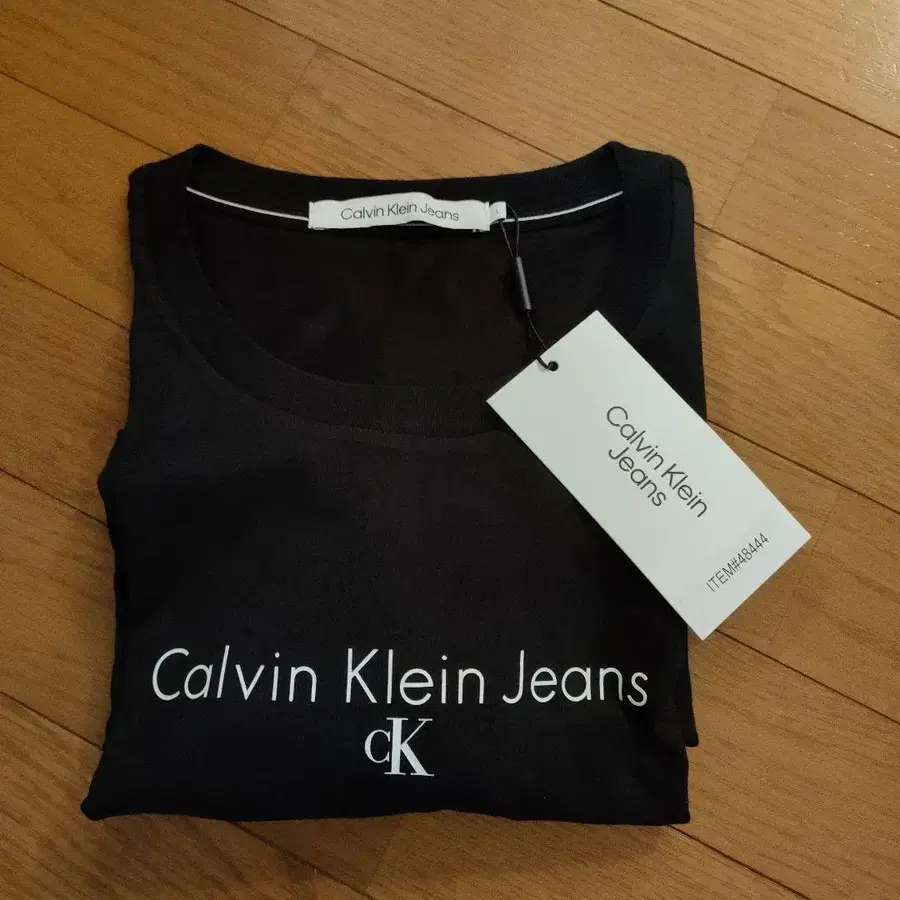 Calvin Klein Jeans
L
Calvin Klein
Jeans
ITEM#48444
Calvin Klein Jeans
cK